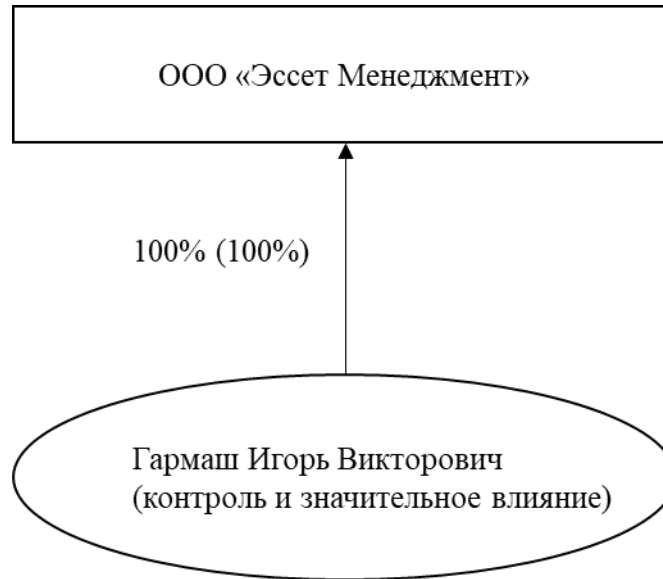 ООО «Эссет Менеджмент»
100% (100%)
Гармаш Игорь Викторович
(контроль и значительное влияние)